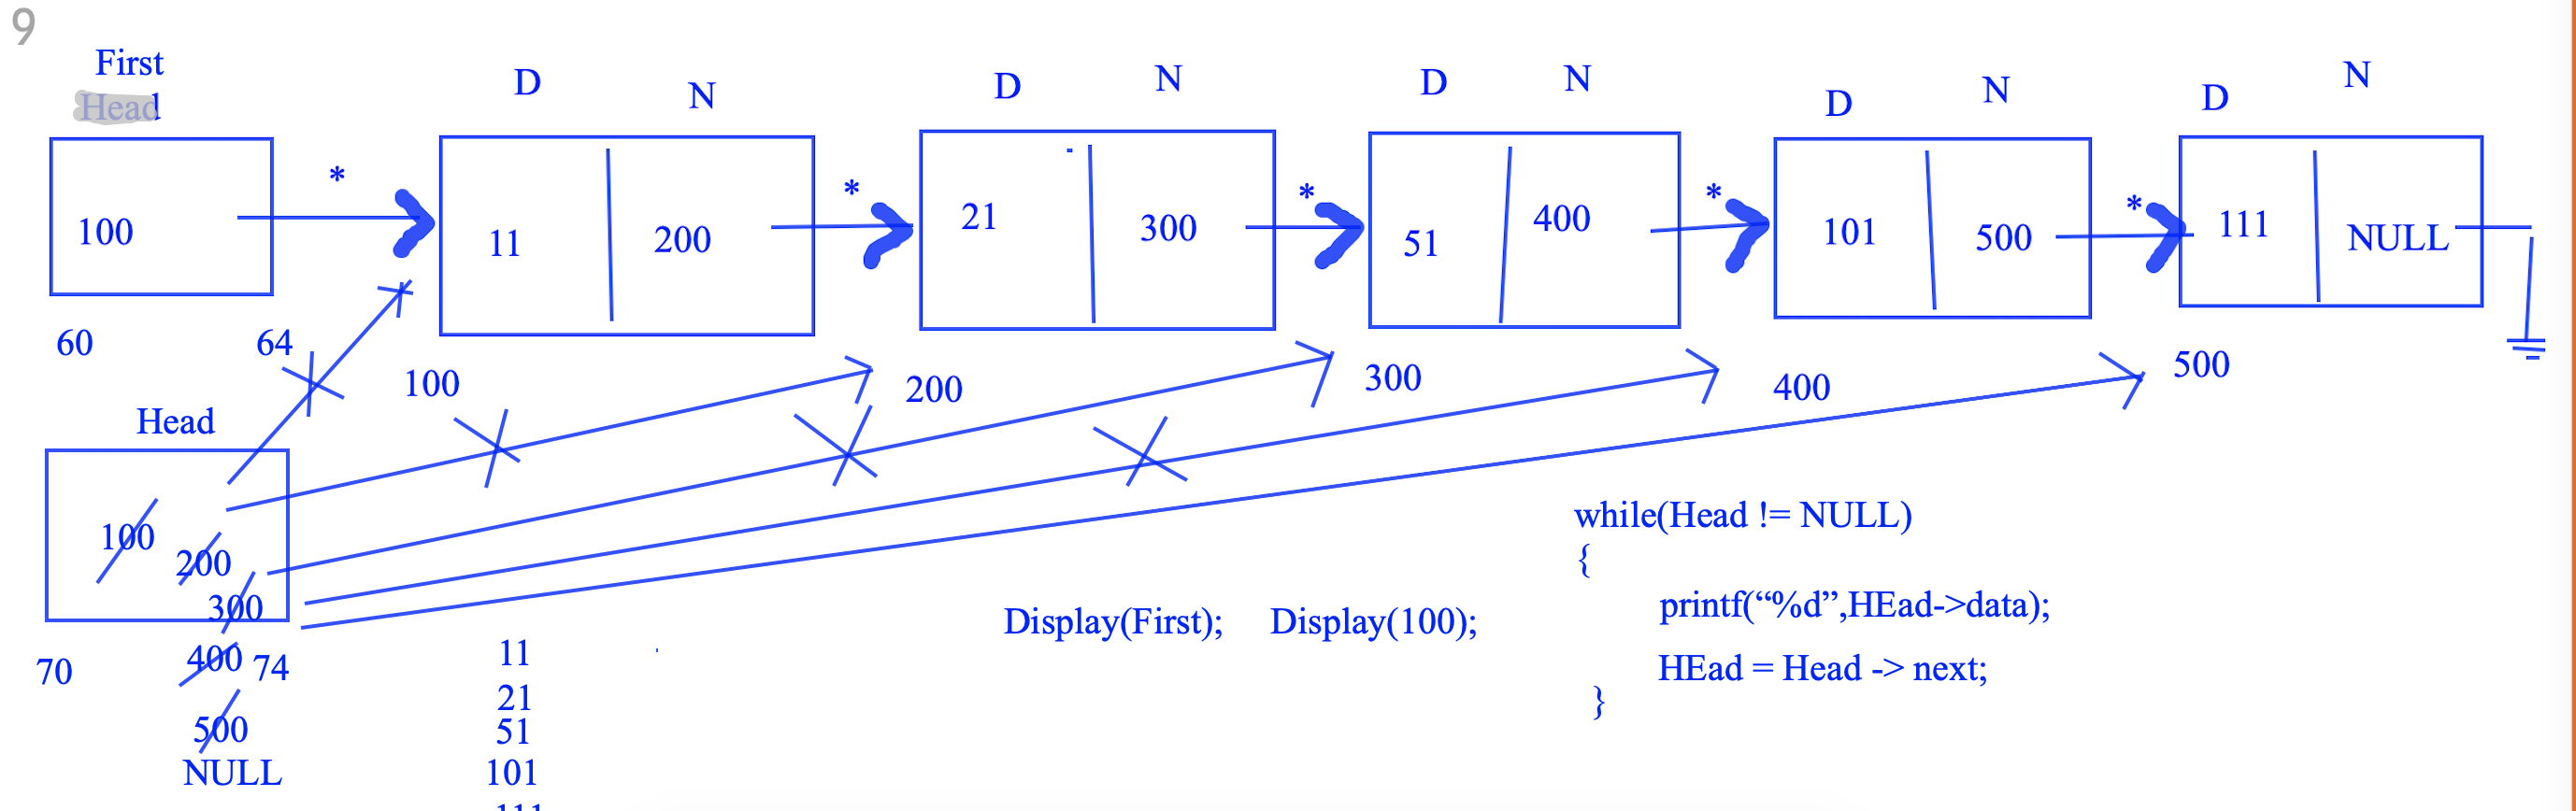 9
First
Head
D N D N D N D N D N
* * * * *
100 11 200 21 300 51 400 101 500 111 NULL
60 64
100 200 300 400 500
Head
100
200
300
400
500
NULL
70 74
while(Head != NULL)
{
printf(“%d”,HEad->data);
HEad = Head -> next;
}
Display(First); Display(100);
11
21
51
101
111